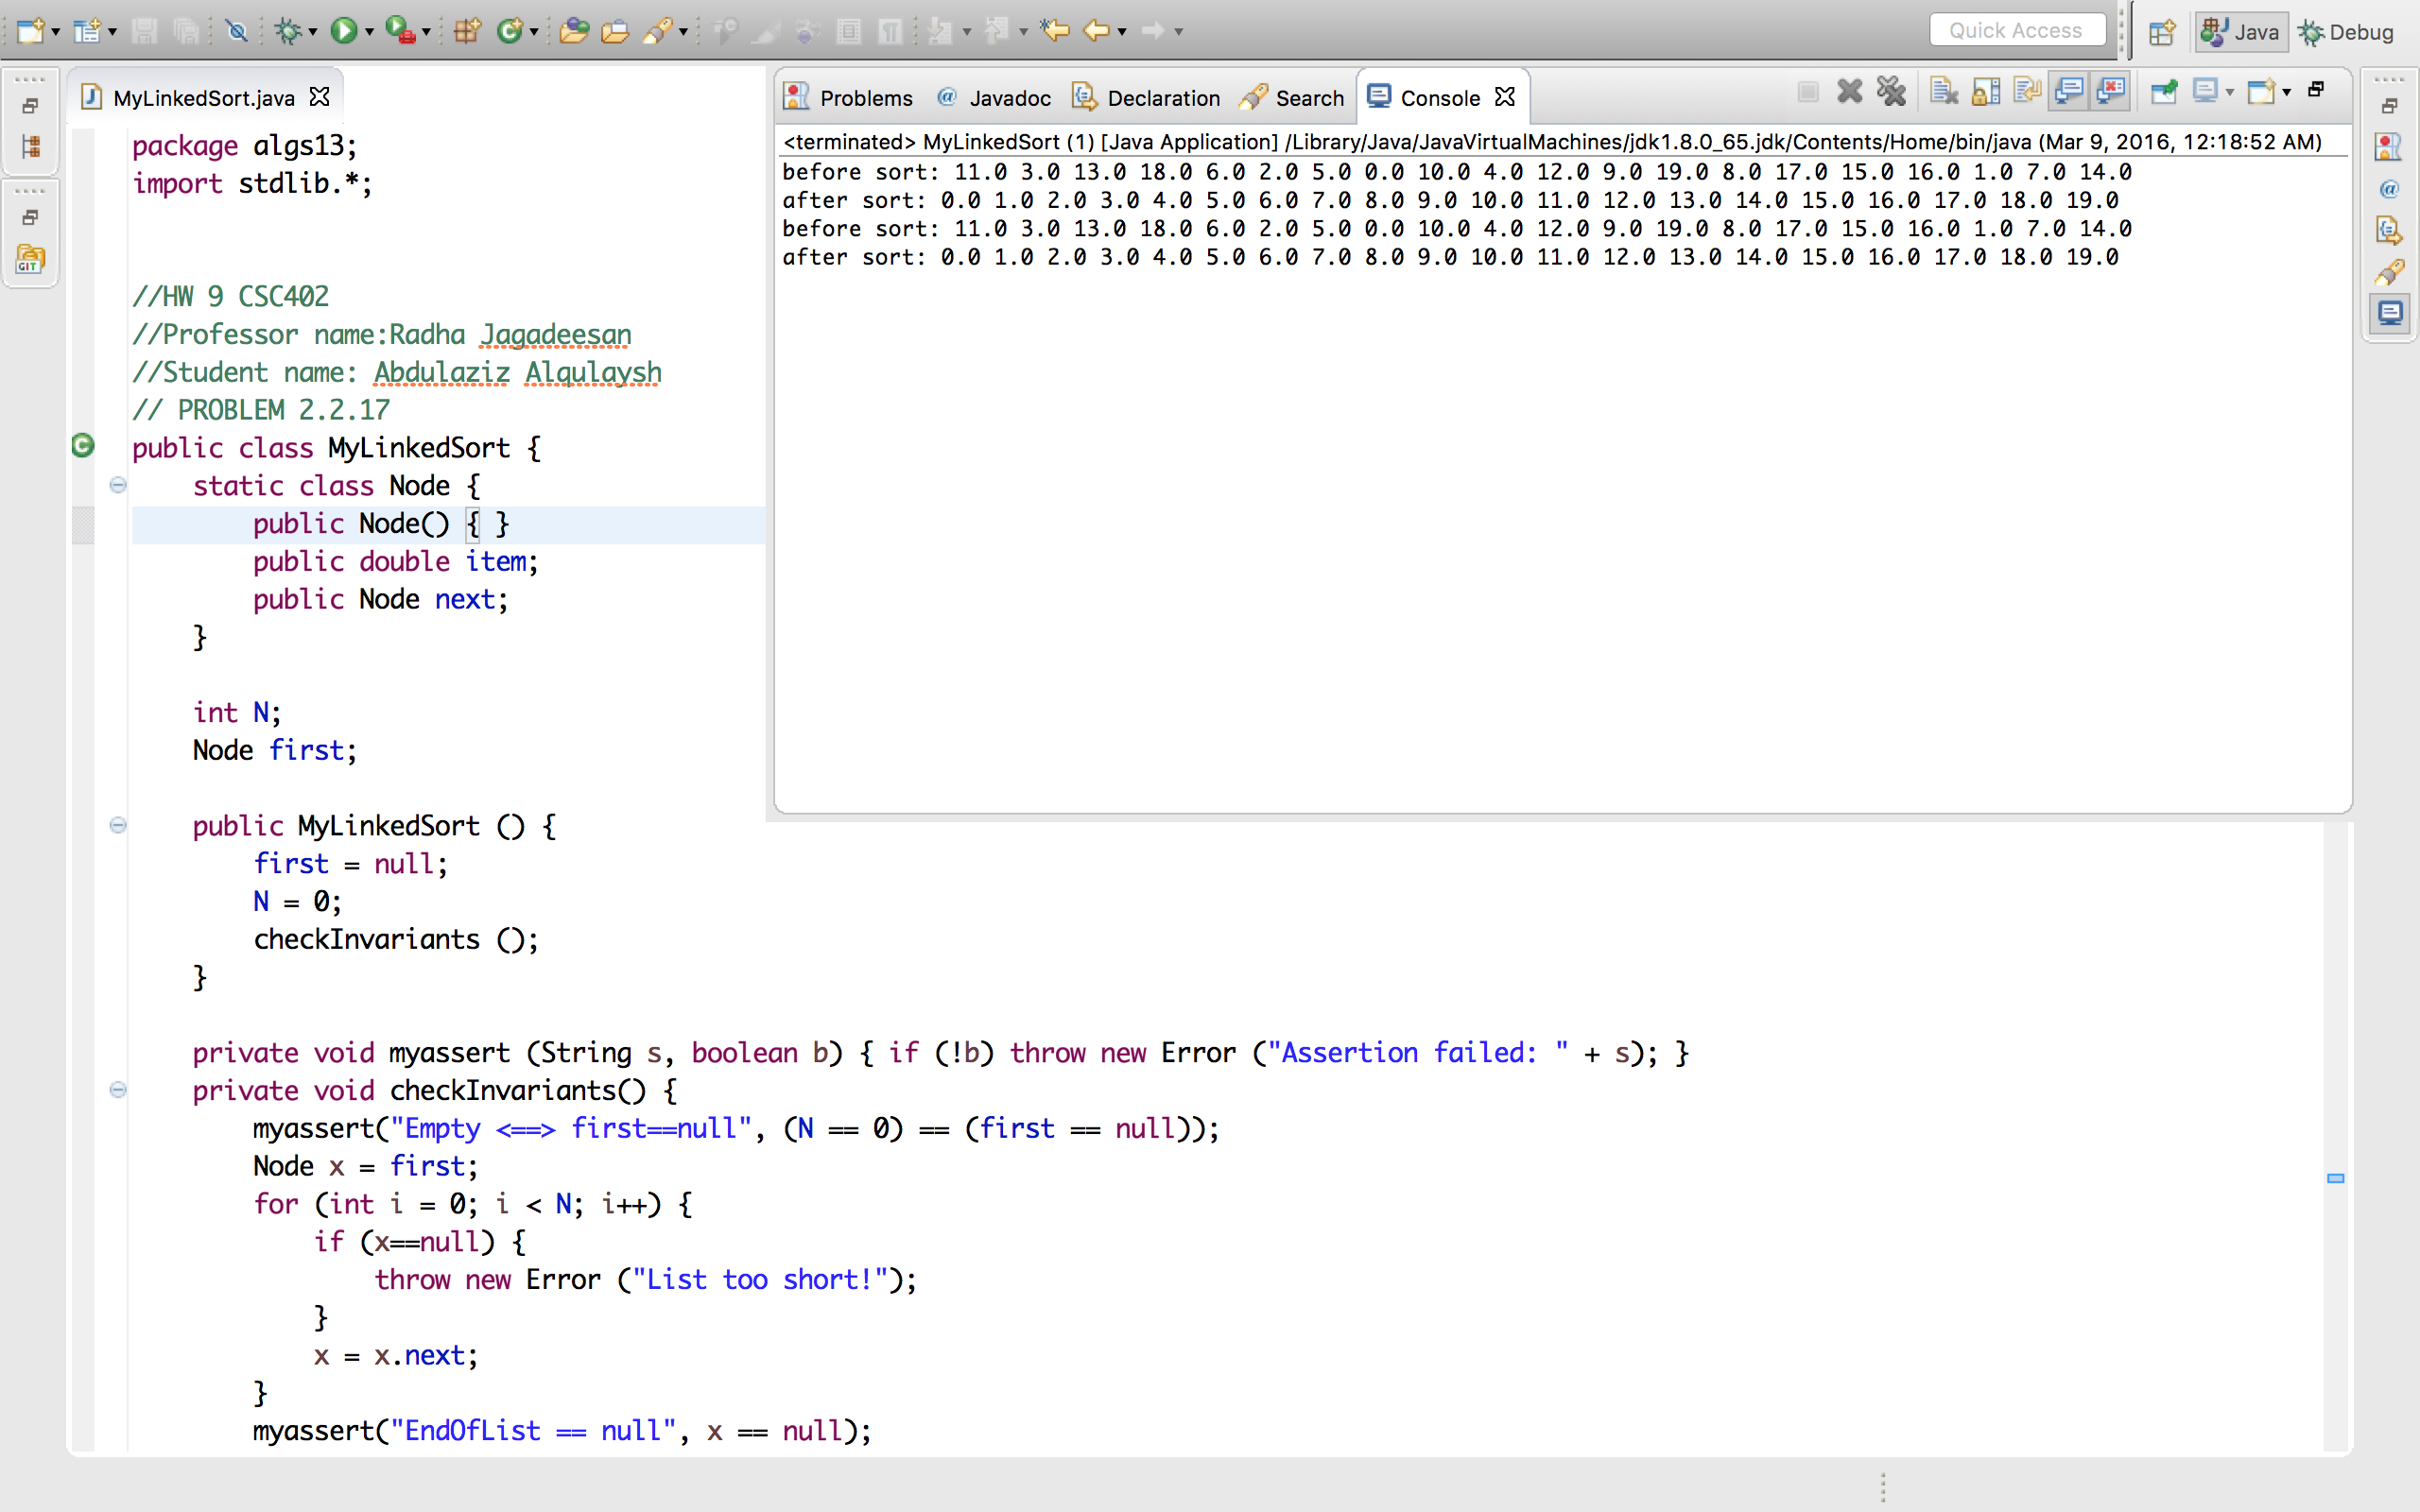 Quick Access
Java
Debug
MyLinkedSort.java
package algs13;
import stdlib.*;
//HW 9 CSC402
//Professor name:Radha Jagadeesan
//Student name: Abdulaziz Alqulaysh
// PROBLEM 2.2.17
public class MyLinkedSort {
static class Node {
public Node() { }
public double item;
public Node next;
}
int N;
Node first;
public MyLinkedSort () {
first = null;
N = 0;
checkInvariants ();
}
private void myassert (String s, boolean b) { if (!b) throw new Error ("Assertion failed: " + s); }
private void checkInvariants() {
myassert("Empty <==> first==null", (N == 0) == (first == null));
Node x = first;
for (int i = 0; i < N; i++) {
if (x==null) {
throw new Error ("List too short!");
}
x = x.next;
}
myassert("EndOfList == null", x == null);
Problems
Javadoc
Declaration
Search
Console
<terminated> MyLinkedSort (1) [Java Application] /Library/Java/JavaVirtualMachines/jdk1.8.0_65.jdk/Contents/Home/bin/java (Mar 9, 2016, 12:18:52 AM)
before sort: 11.0 3.0 13.0 18.0 6.0 2.0 5.0 0.0 10.0 4.0 12.0 9.0 19.0 8.0 17.0 15.0 16.0 1.0 7.0 14.0
after sort: 0.0 1.0 2.0 3.0 4.0 5.0 6.0 7.0 8.0 9.0 10.0 11.0 12.0 13.0 14.0 15.0 16.0 17.0 18.0 19.0
before sort: 11.0 3.0 13.0 18.0 6.0 2.0 5.0 0.0 10.0 4.0 12.0 9.0 19.0 8.0 17.0 15.0 16.0 1.0 7.0 14.0
after sort: 0.0 1.0 2.0 3.0 4.0 5.0 6.0 7.0 8.0 9.0 10.0 11.0 12.0 13.0 14.0 15.0 16.0 17.0 18.0 19.0
GIT